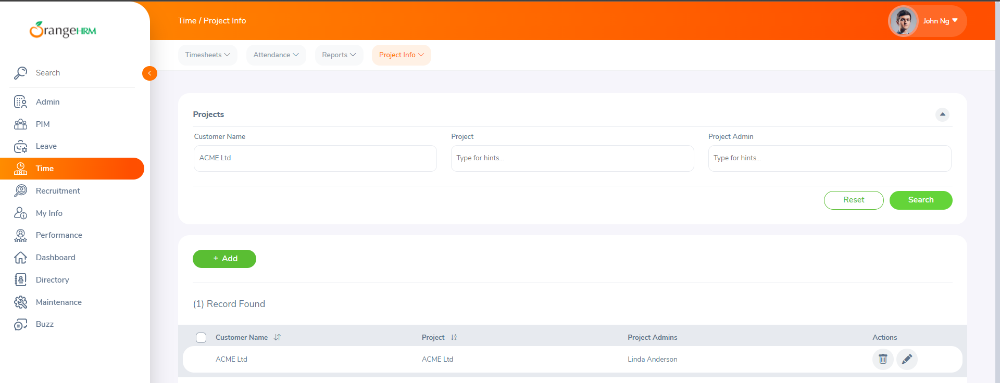 OrangeHRM
Time / Project Info
John Ng
Timesheets
Attendance
Reports
Project Info
Search
Admin
PIM
Leave
Time
Recruitment
My Info
Performance
Dashboard
Directory
Maintenance
Buzz
Projects
Customer Name
Project
Project Admin
ACME Ltd
Type for hints...
Type for hints...
Reset
Search
+ Add
(1) Record Found
Customer Name
Project
Project Admins
Actions
ACME Ltd
ACME Ltd
Linda Anderson